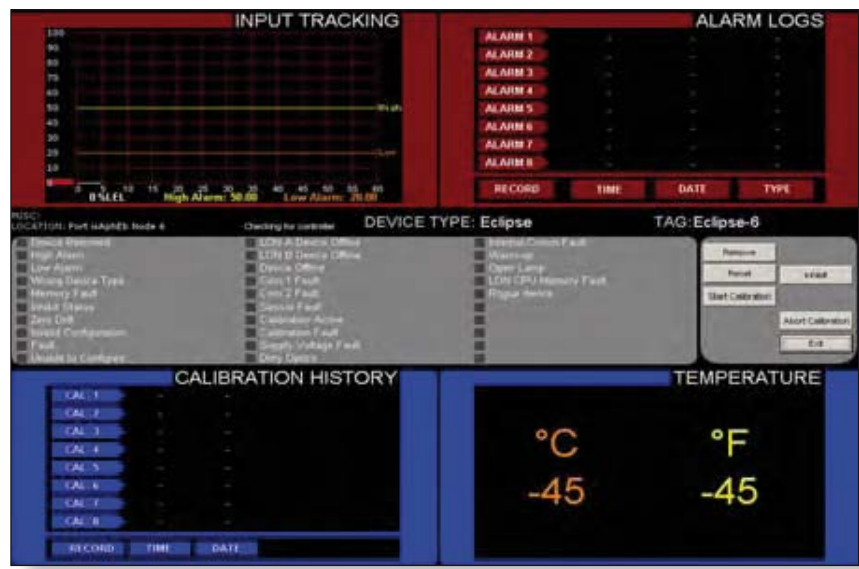 INPUT TRACKING
100
90
80
70
60
50
40
30
20
10
0
0 5 10 15 20 25 30 35 40 45 50 55 60
High
Low
0 %LEL High Alarm: 50.00 Low Alarm: 20.00
ALARM LOGS
ALARM 1 - - -
ALARM 2 - - -
ALARM 3 - - -
ALARM 4 - - -
ALARM 5 - - -
ALARM 6 - - -
ALARM 7 - - -
ALARM 8 - - -
RECORD TIME DATE TYPE
MISC:
LOCATION: Port Node 6 Checking for controller DEVICE TYPE: Eclipse TAG: Eclipse-6
Device Removed
High Alarm
Low Alarm
Wrong Device Type
Memory Fault
Inhibit Status
Zero Drift
Invalid Configuration
Fault
Unable to Configure
LON A Device Offline
LON B Device Offline
Device Offline
Com 1 Fault
Com 2 Fault
Sensor Fault
Calibration Active
Calibration Fault
Supply Voltage Fault
Dirty Optics
Internal Comm Fault
Warm-up
Open Lamp
LON CPU Memory Fault
Rogue device
Remove
Reset
Inhibit
Start Calibration
Abort Calibration
Exit
CALIBRATION HISTORY
CAL 1 - -
CAL 2 - -
CAL 3 - -
CAL 4 - -
CAL 5 - -
CAL 6 - -
CAL 7 - -
CAL 8 - -
RECORD TIME DATE
TEMPERATURE
°C °F
-45 -45